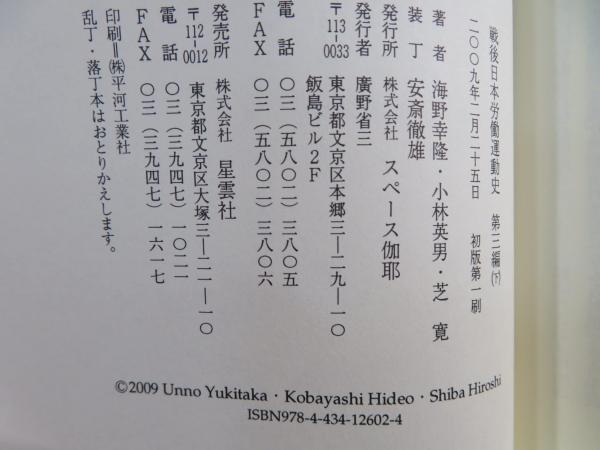 戦後日本労働運動史 第三編(下)
二〇〇九年二月二十五日 初版第一刷
著者 海野幸隆・小林英男・芝 寛
装丁 安斎徹雄
発行所 株式会社 スペース伽耶
発行者 廣野省三
〒113-0033 東京都文京区本郷三―二九―一〇
飯島ビル2F
電話 〇三(五八〇二)三八〇五
FAX 〇三(五八〇二)三八〇六
発売所 株式会社 星雲社
〒112-0012 東京都文京区大塚三―二一―一〇
電話 〇三(三九四七)一〇二一
FAX 〇三(三九四七)一六一七
印刷=㈱平河工業社
乱丁・落丁本はおとりかえします。
©2009 Unno Yukitaka・Kobayashi Hideo・Shiba Hiroshi
ISBN978-4-434-12602-4